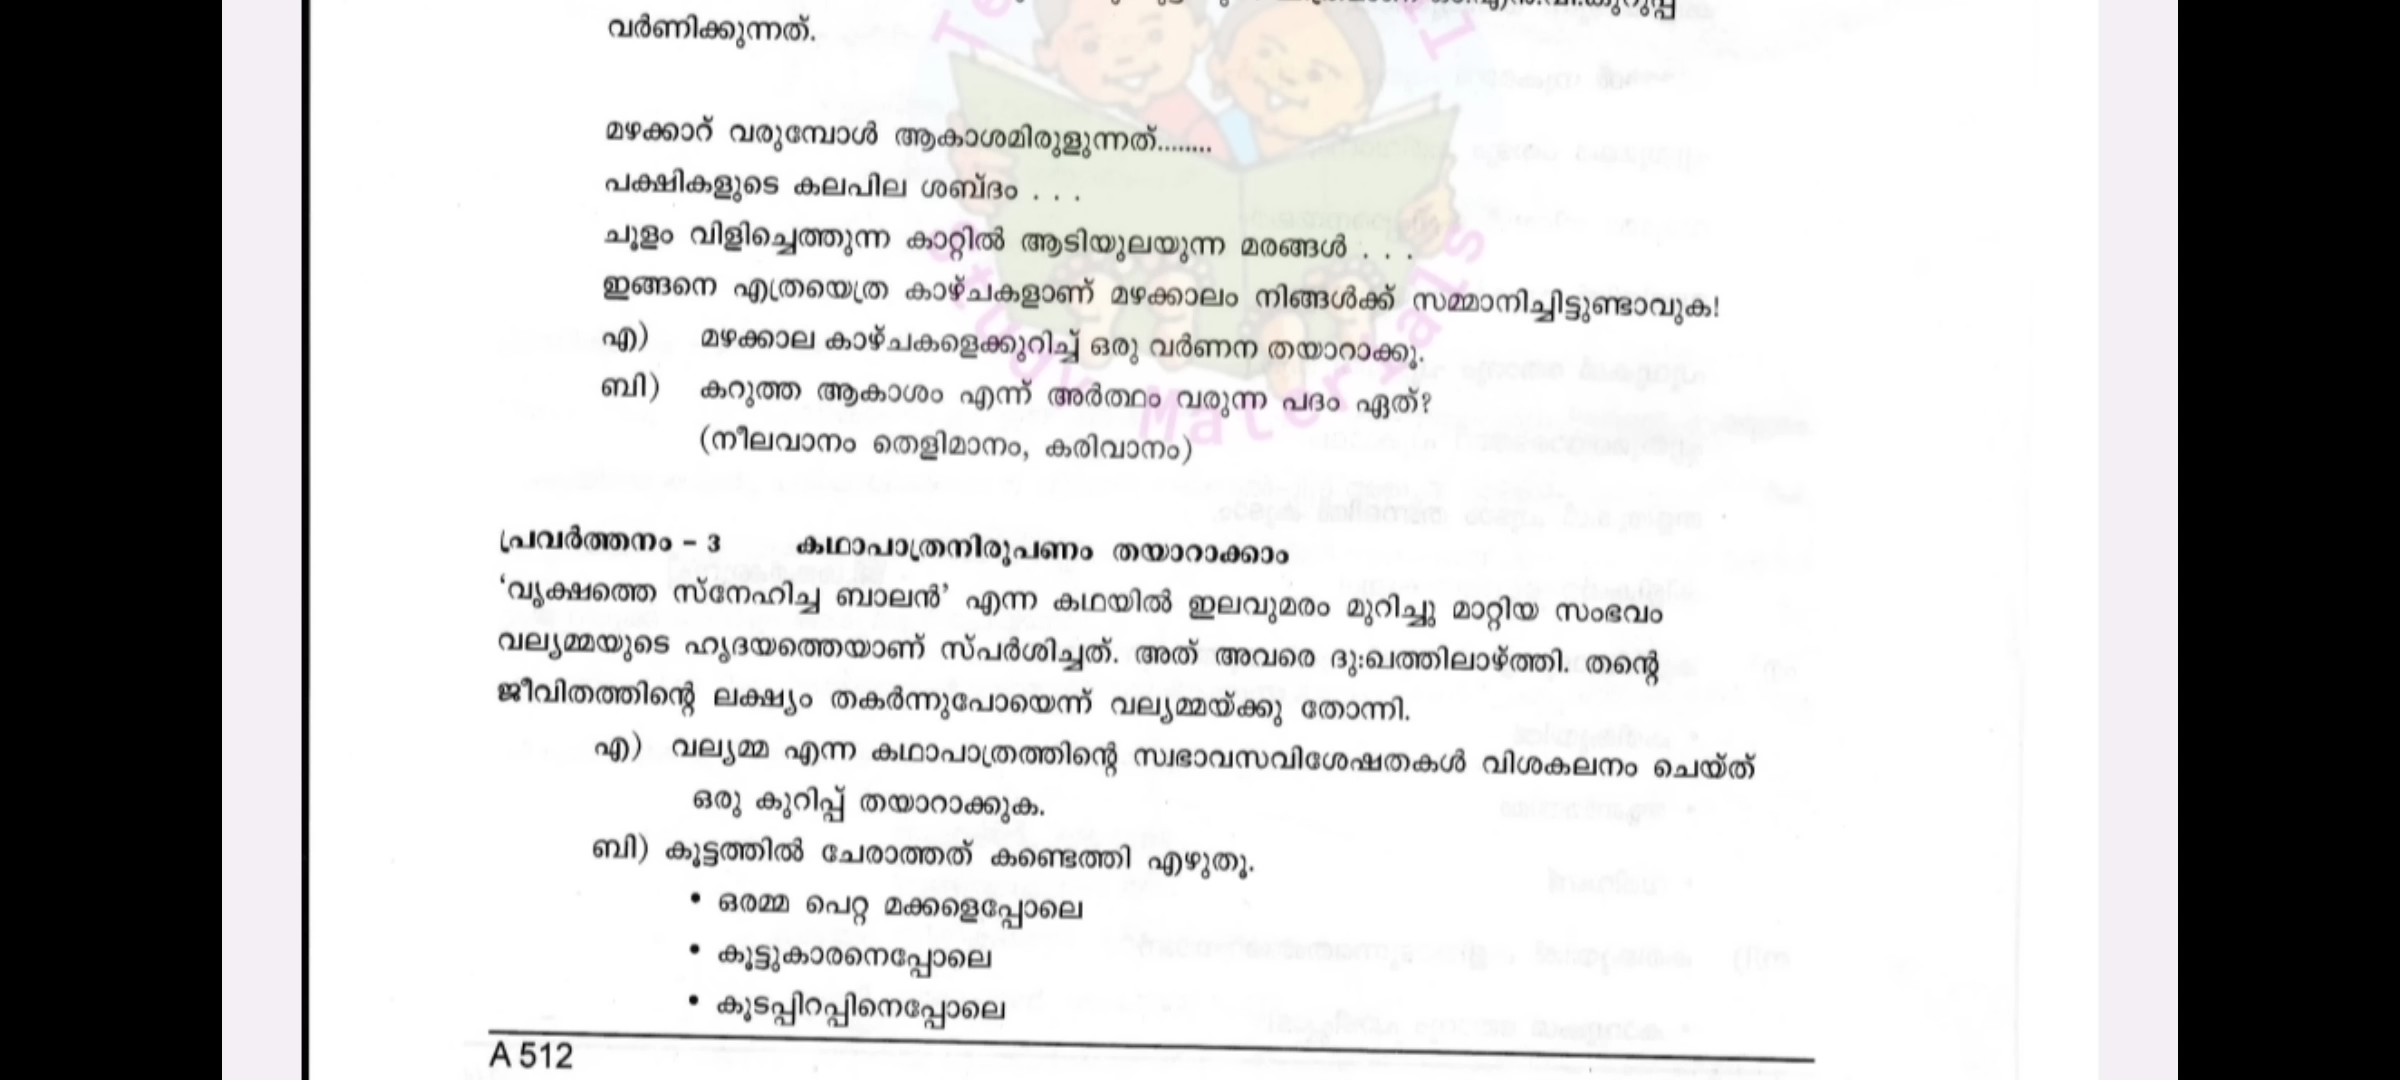 വർണിക്കുന്നത്.
മഴക്കാറ് വരുമ്പോൾ ആകാശമിരുളുന്നത്........
പക്ഷികളുടെ കലപില ശബ്ദം . . .
ചൂളം വിളിച്ചെത്തുന്ന കാറ്റിൽ ആടിയുലയുന്ന മരങ്ങൾ . . .
ഇങ്ങനെ എത്രയെത്ര കാഴ്ചകളാണ് മഴക്കാലം നിങ്ങൾക്ക് സമ്മാനിച്ചിട്ടുണ്ടാവുക!
എ) മഴക്കാല കാഴ്ചകളെക്കുറിച്ച് ഒരു വർണന തയാറാക്കൂ.
ബി) കറുത്ത ആകാശം എന്ന് അർത്ഥം വരുന്ന പദം ഏത്?
(നീലവാനം തെളിമാനം, കരിവാനം)
പ്രവർത്തനം – 3 കഥാപാത്രനിരൂപണം തയാറാക്കാം
‘വൃക്ഷത്തെ സ്നേഹിച്ച ബാലൻ’ എന്ന കഥയിൽ ഇലവുമരം മുറിച്ചു മാറ്റിയ സംഭവം
വല്യമ്മയുടെ ഹൃദയത്തെയാണ് സ്പർശിച്ചത്. അത് അവരെ ദുഃഖത്തിലാഴ്ത്തി. തന്റെ
ജീവിതത്തിന്റെ ലക്ഷ്യം തകർന്നുപോയെന്ന് വല്യമ്മയ്ക്കു തോന്നി.
എ) വല്യമ്മ എന്ന കഥാപാത്രത്തിന്റെ സ്വഭാവസവിശേഷതകൾ വിശകലനം ചെയ്ത്
ഒരു കുറിപ്പ് തയാറാക്കുക.
ബി) കൂട്ടത്തിൽ ചേരാത്തത് കണ്ടെത്തി എഴുതൂ.
• ഒരമ്മ പെറ്റ മക്കളെപ്പോലെ
• കൂട്ടുകാരനെപ്പോലെ
• കൂടപ്പിറപ്പിനെപ്പോലെ
A 512
Study Materials